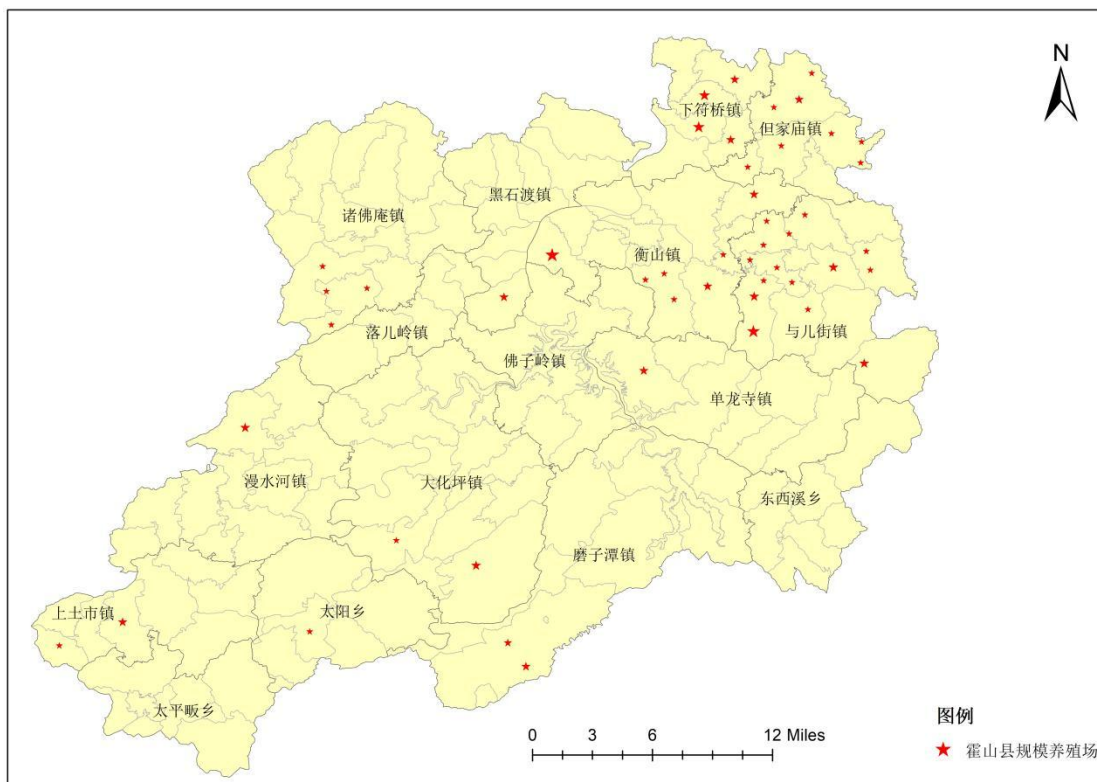 N
下符桥镇
但家庙镇
黑石渡镇
诸佛庵镇
衡山镇
落儿岭镇
与儿街镇
佛子岭镇
单龙寺镇
漫水河镇
大化坪镇
东西溪乡
磨子潭镇
上土市镇
太阳乡
太平畈乡
图例
0 3 6 12 Miles
霍山县规模养殖场